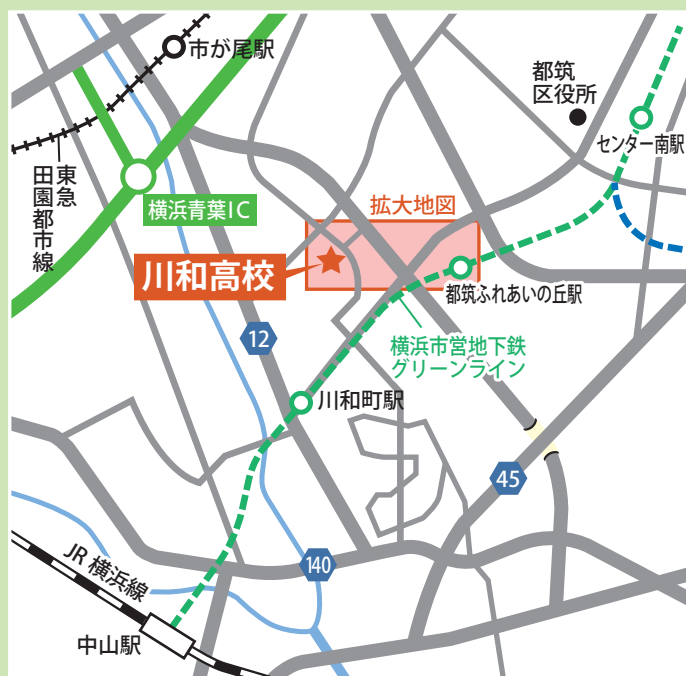 市が尾駅
都筑
区役所
センター南駅
東急
田園都市線
横浜青葉IC
拡大地図
川和高校
都筑ふれあいの丘駅
12
横浜市営地下鉄
グリーンライン
川和町駅
45
140
JR 横浜線
中山駅